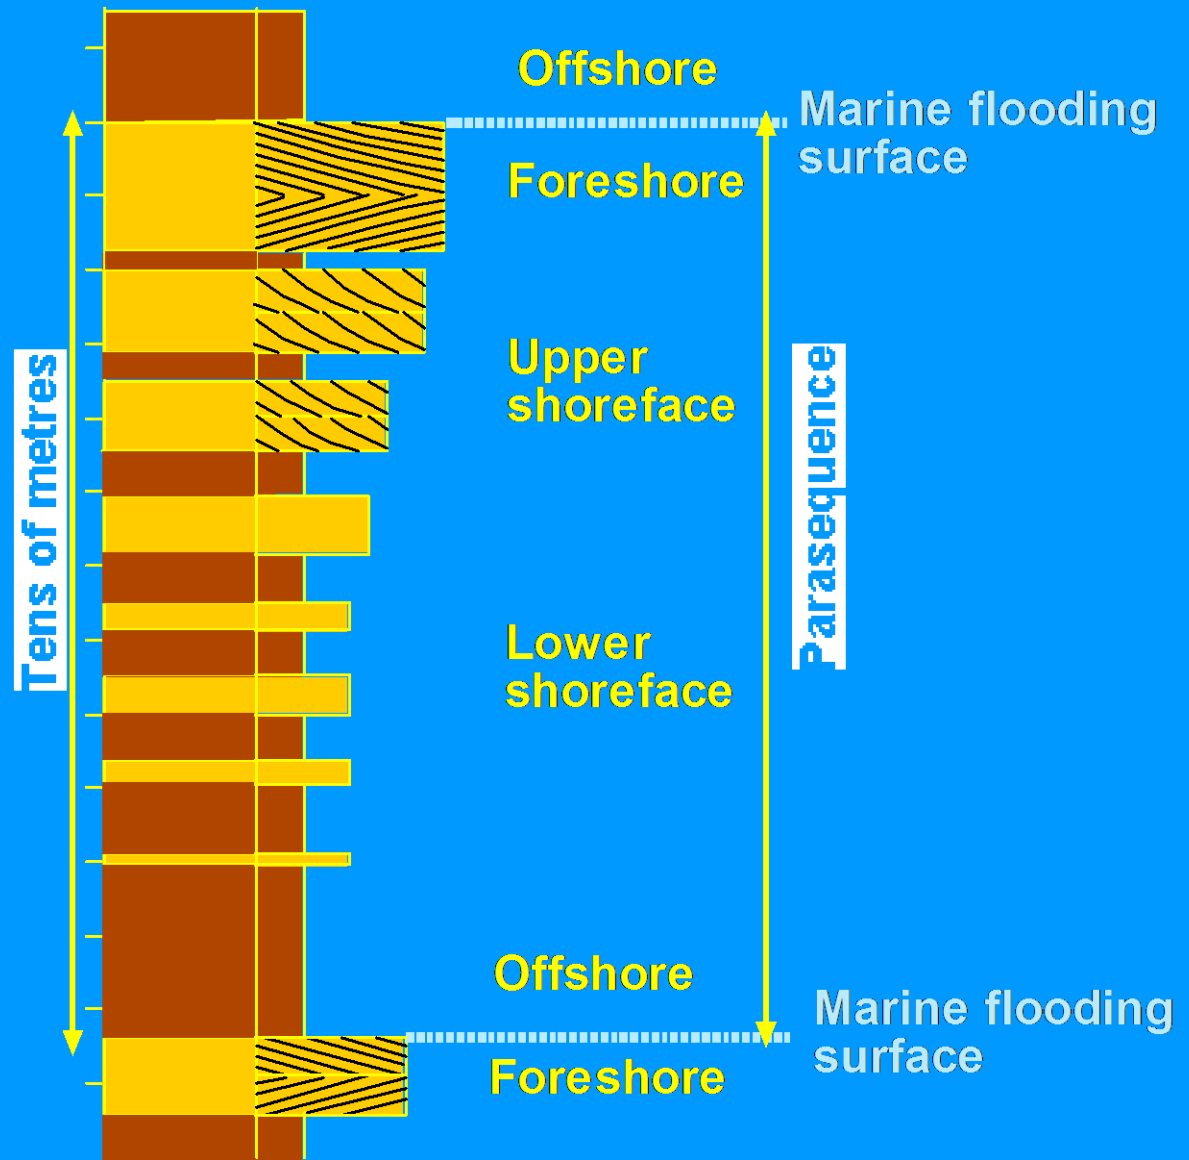 Offshore
Marine flooding
surface
Foreshore
Upper
shoreface
Tens of metres
Parasequence
Lower
shoreface
Offshore
Marine flooding
surface
Foreshore